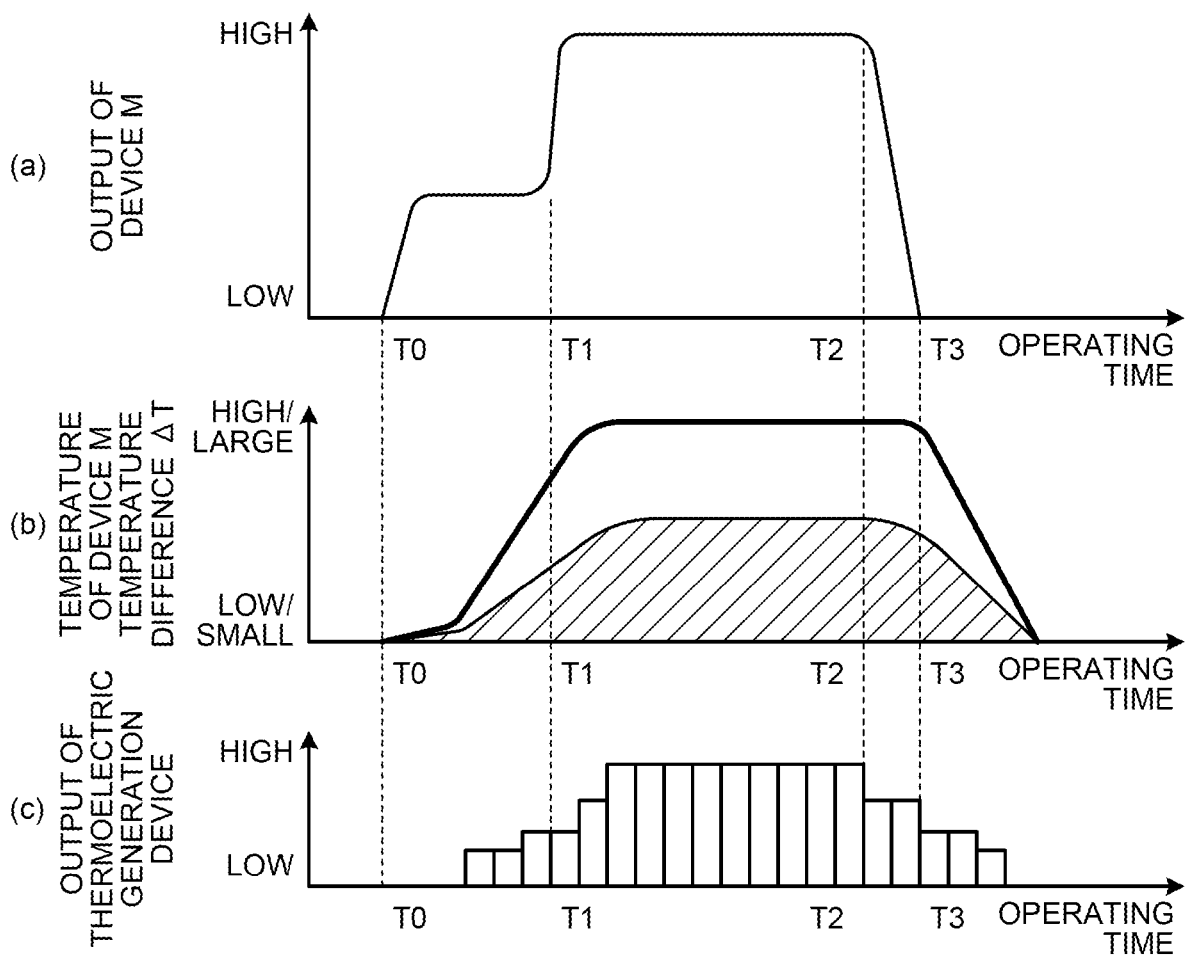 (a)
OUTPUT OF
DEVICE M
HIGH
LOW
T0
T1
T2
T3
OPERATING
TIME
(b)
TEMPERATURE
OF DEVICE M
TEMPERATURE
DIFFERENCE Δ T
HIGH/
LARGE
LOW/
SMALL
T0
T1
T2
T3
OPERATING
TIME
(c)
OUTPUT OF
THERMOELECTRIC
GENERATION
DEVICE
HIGH
LOW
T0
T1
T2
T3
OPERATING
TIME